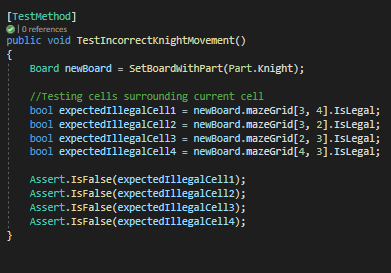 [TestMethod]
| 0 references
public void TestIncorrectKnightMovement()
{
Board newBoard = SetBoardWithPart(Part.Knight);
//Testing cells surrounding current cell
bool expectedIllegalCell1 = newBoard.mazeGrid[3, 4].IsLegal;
bool expectedIllegalCell2 = newBoard.mazeGrid[3, 2].IsLegal;
bool expectedIllegalCell3 = newBoard.mazeGrid[2, 3].IsLegal;
bool expectedIllegalCell4 = newBoard.mazeGrid[4, 3].IsLegal;
Assert.IsFalse(expectedIllegalCell1);
Assert.IsFalse(expectedIllegalCell2);
Assert.IsFalse(expectedIllegalCell3);
Assert.IsFalse(expectedIllegalCell4);
}